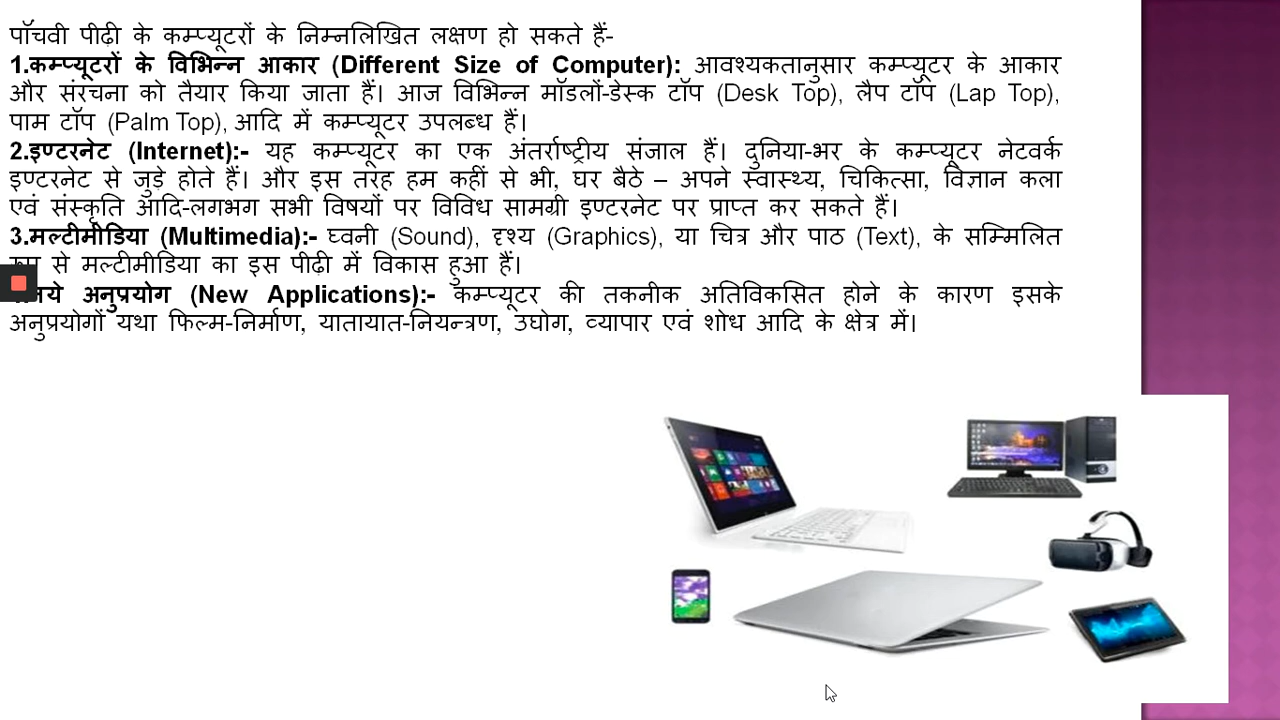 पाँचवी पीढ़ी के कम्प्यूटरों के निम्नलिखित लक्षण हो सकते हैं-
1.कम्प्यूटरों के विभिन्न आकार (Different Size of Computer): आवश्यकतानुसार कम्प्यूटर के आकार
और संरचना को तैयार किया जाता हैं। आज विभिन्न मॉडलों-डेस्क टॉप (Desk Top), लैप टॉप (Lap Top),
पाम टॉप (Palm Top), आदि में कम्प्यूटर उपलब्ध हैं।
2.इण्टरनेट (Internet):- यह कम्प्यूटर का एक अंतर्राष्ट्रीय संजाल हैं। दुनिया-भर के कम्प्यूटर नेटवर्क
इण्टरनेट से जुड़े होते हैं। और इस तरह हम कहीं से भी, घर बैठे – अपने स्वास्थ्य, चिकित्सा, विज्ञान कला
एवं संस्कृति आदि-लगभग सभी विषयों पर विविध सामग्री इण्टरनेट पर प्राप्त कर सकते हैं।
3.मल्टीमीडिया (Multimedia):- घ्वनी (Sound), दृश्य (Graphics), या चित्र और पाठ (Text), के सम्मिलित
से मल्टीमीडिया का इस पीढ़ी में विकास हुआ हैं।
नये अनुप्रयोग (New Applications):- कम्प्यूटर की तकनीक अतिविकसित होने के कारण इसके
अनुप्रयोगों यथा फिल्म-निर्माण, यातायात-नियन्त्रण, उघोग, व्यापार एवं शोध आदि के क्षेत्र में।